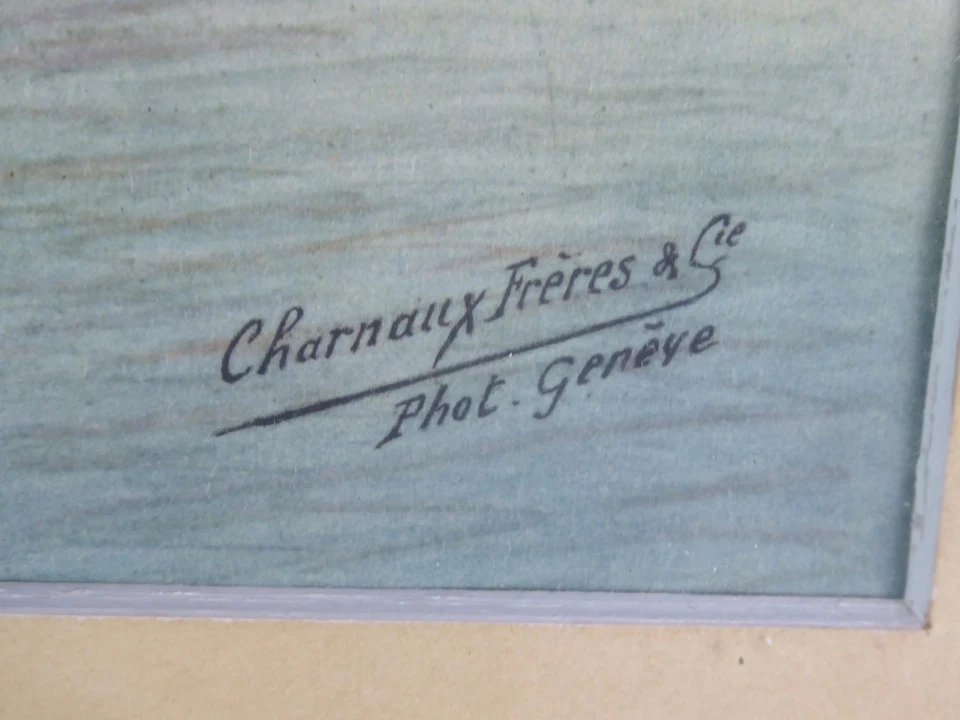 Charnaux Frères & Cie
Phot. Genève